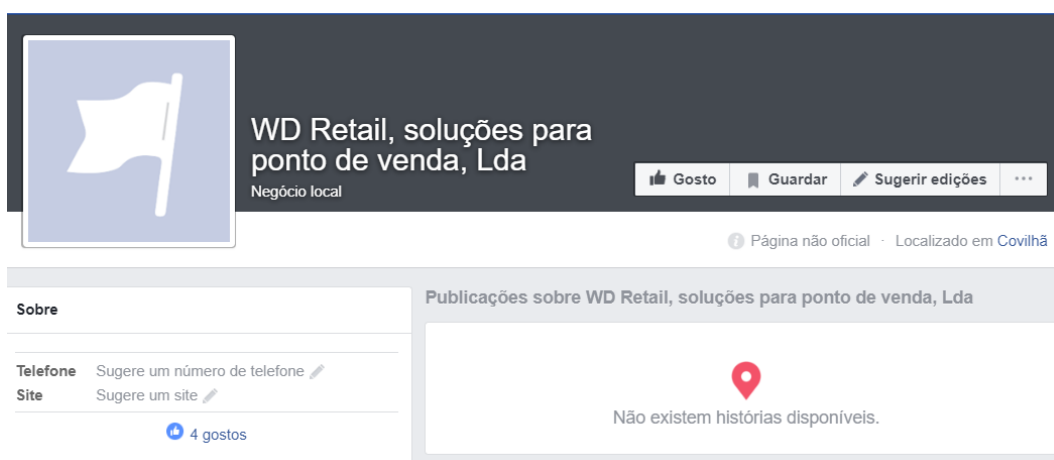 WD Retail, soluções para
ponto de venda, Lda
Negócio local
Gosto Guardar Sugerir edições ...
Página não oficial · Localizado em Covilhã
Sobre
Telefone Sugere um número de telefone
Site Sugere um site
4 gostos
Publicações sobre WD Retail, soluções para ponto de venda, Lda
Não existem histórias disponíveis.